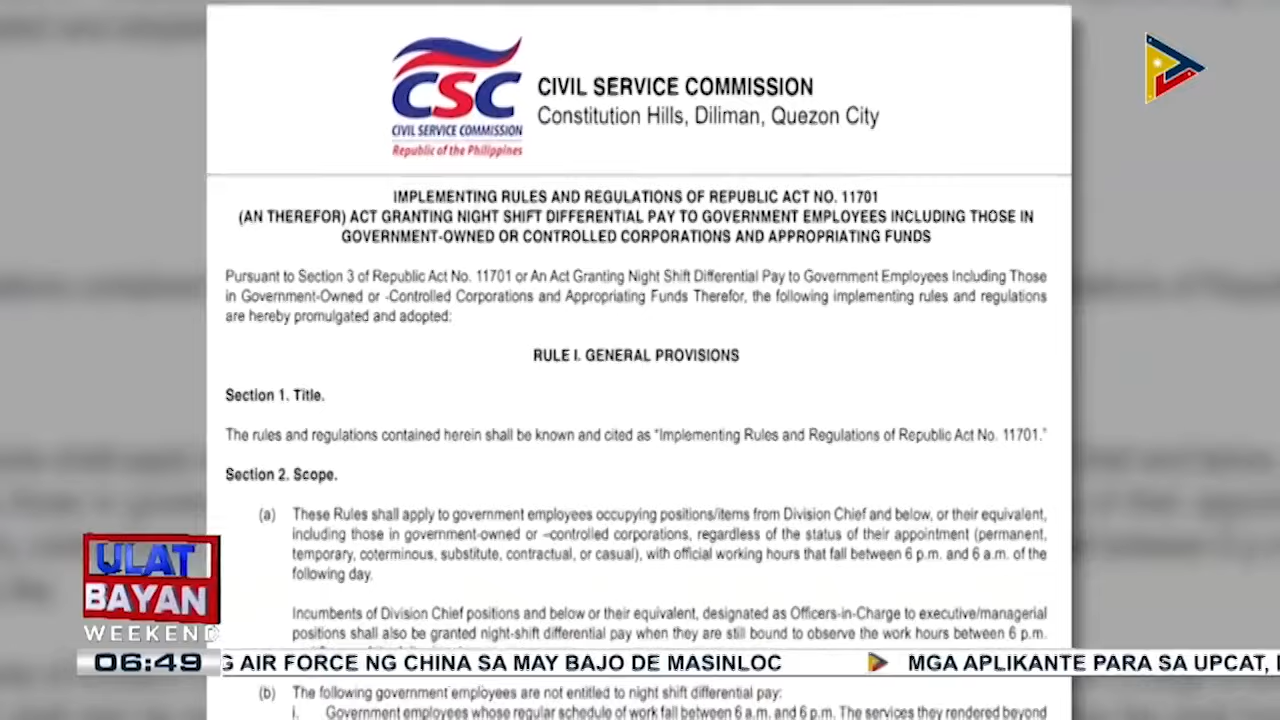 CSC
CIVIL SERVICE COMMISSION
Republic of the Philippines
CIVIL SERVICE COMMISSION
Constitution Hills, Diliman, Quezon City
IMPLEMENTING RULES AND REGULATIONS OF REPUBLIC ACT NO. 11701
(AN THEREFOR) ACT GRANTING NIGHT SHIFT DIFFERENTIAL PAY TO GOVERNMENT EMPLOYEES INCLUDING THOSE IN
GOVERNMENT-OWNED OR CONTROLLED CORPORATIONS AND APPROPRIATING FUNDS
Pursuant to Section 3 of Republic Act No. 11701 or An Act Granting Night Shift Differential Pay to Government Employees Including Those
in Government-Owned or -Controlled Corporations and Appropriating Funds Therefor, the following implementing rules and regulations
are hereby promulgated and adopted:
RULE I. GENERAL PROVISIONS
Section 1. Title.
The rules and regulations contained herein shall be known and cited as “Implementing Rules and Regulations of Republic Act No. 11701.”
Section 2. Scope.
(a) These Rules shall apply to government employees occupying positions/items from Division Chief and below, or their equivalent,
including those in government-owned or –controlled corporations, regardless of the status of their appointment (permanent,
temporary, coterminous, substitute, contractual, or casual), with official working hours that fall between 6 p.m. and 6 a.m. of the
following day.
Incumbents of Division Chief positions and below or their equivalent, designated as Officers-in-Charge to executive/managerial
positions shall also be granted night-shift differential pay when they are still bound to observe the work hours between 6 p.m.
(b) The following government employees are not entitled to night shift differential pay:
i. Government employees whose regular schedule of work fall between 6 a.m. and 6 p.m. The services they rendered beyond
ULAT
BAYAN
WEEKEND
06:49
G AIR FORCE NG CHINA SA MAY BAJO DE MASINLOC
MGA APLIKANTE PARA SA UPCAT,